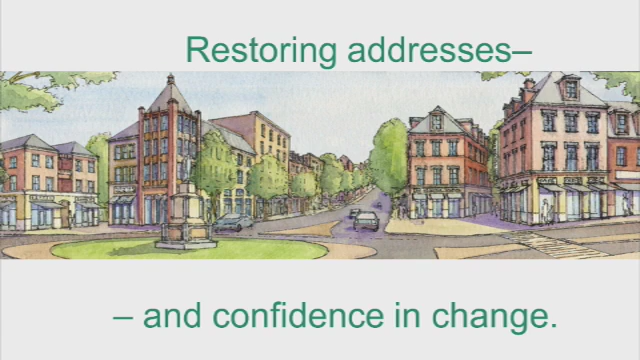 Restoring addresses–
– and confidence in change.